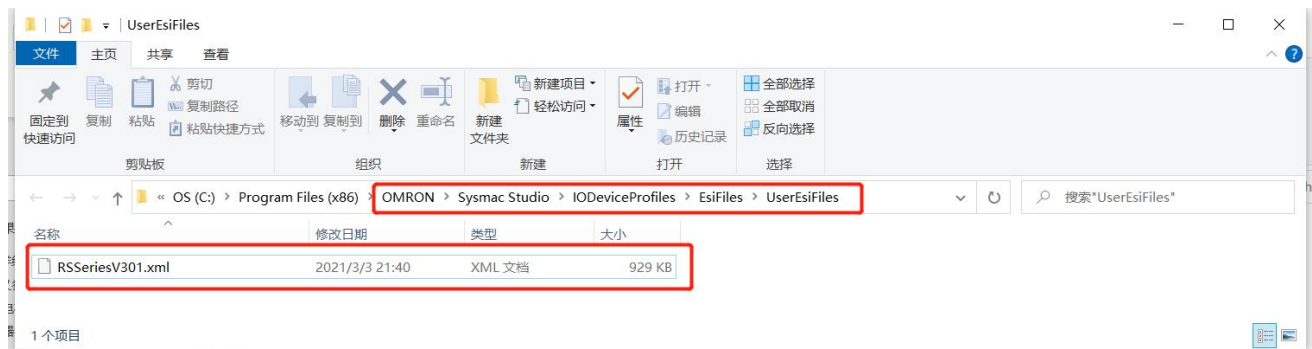 UserEsiFiles
文件 主页 共享 查看
固定到
快速访问
复制
粘贴
剪切
复制路径
粘贴快捷方式
剪贴板
移动到
复制到
删除
重命名
组织
新建
文件夹
新建项目
轻松访问
新建
属性
打开
编辑
历史记录
打开
全部选择
全部取消
反向选择
选择
« OS (C:) > Program Files (x86) > OMRON > Sysmac Studio > IODeviceProfiles > EsiFiles > UserEsiFiles
搜索"UserEsiFiles"
名称 修改日期 类型 大小
RSSeriesV301.xml 2021/3/3 21:40 XML 文档 929 KB
1 个项目